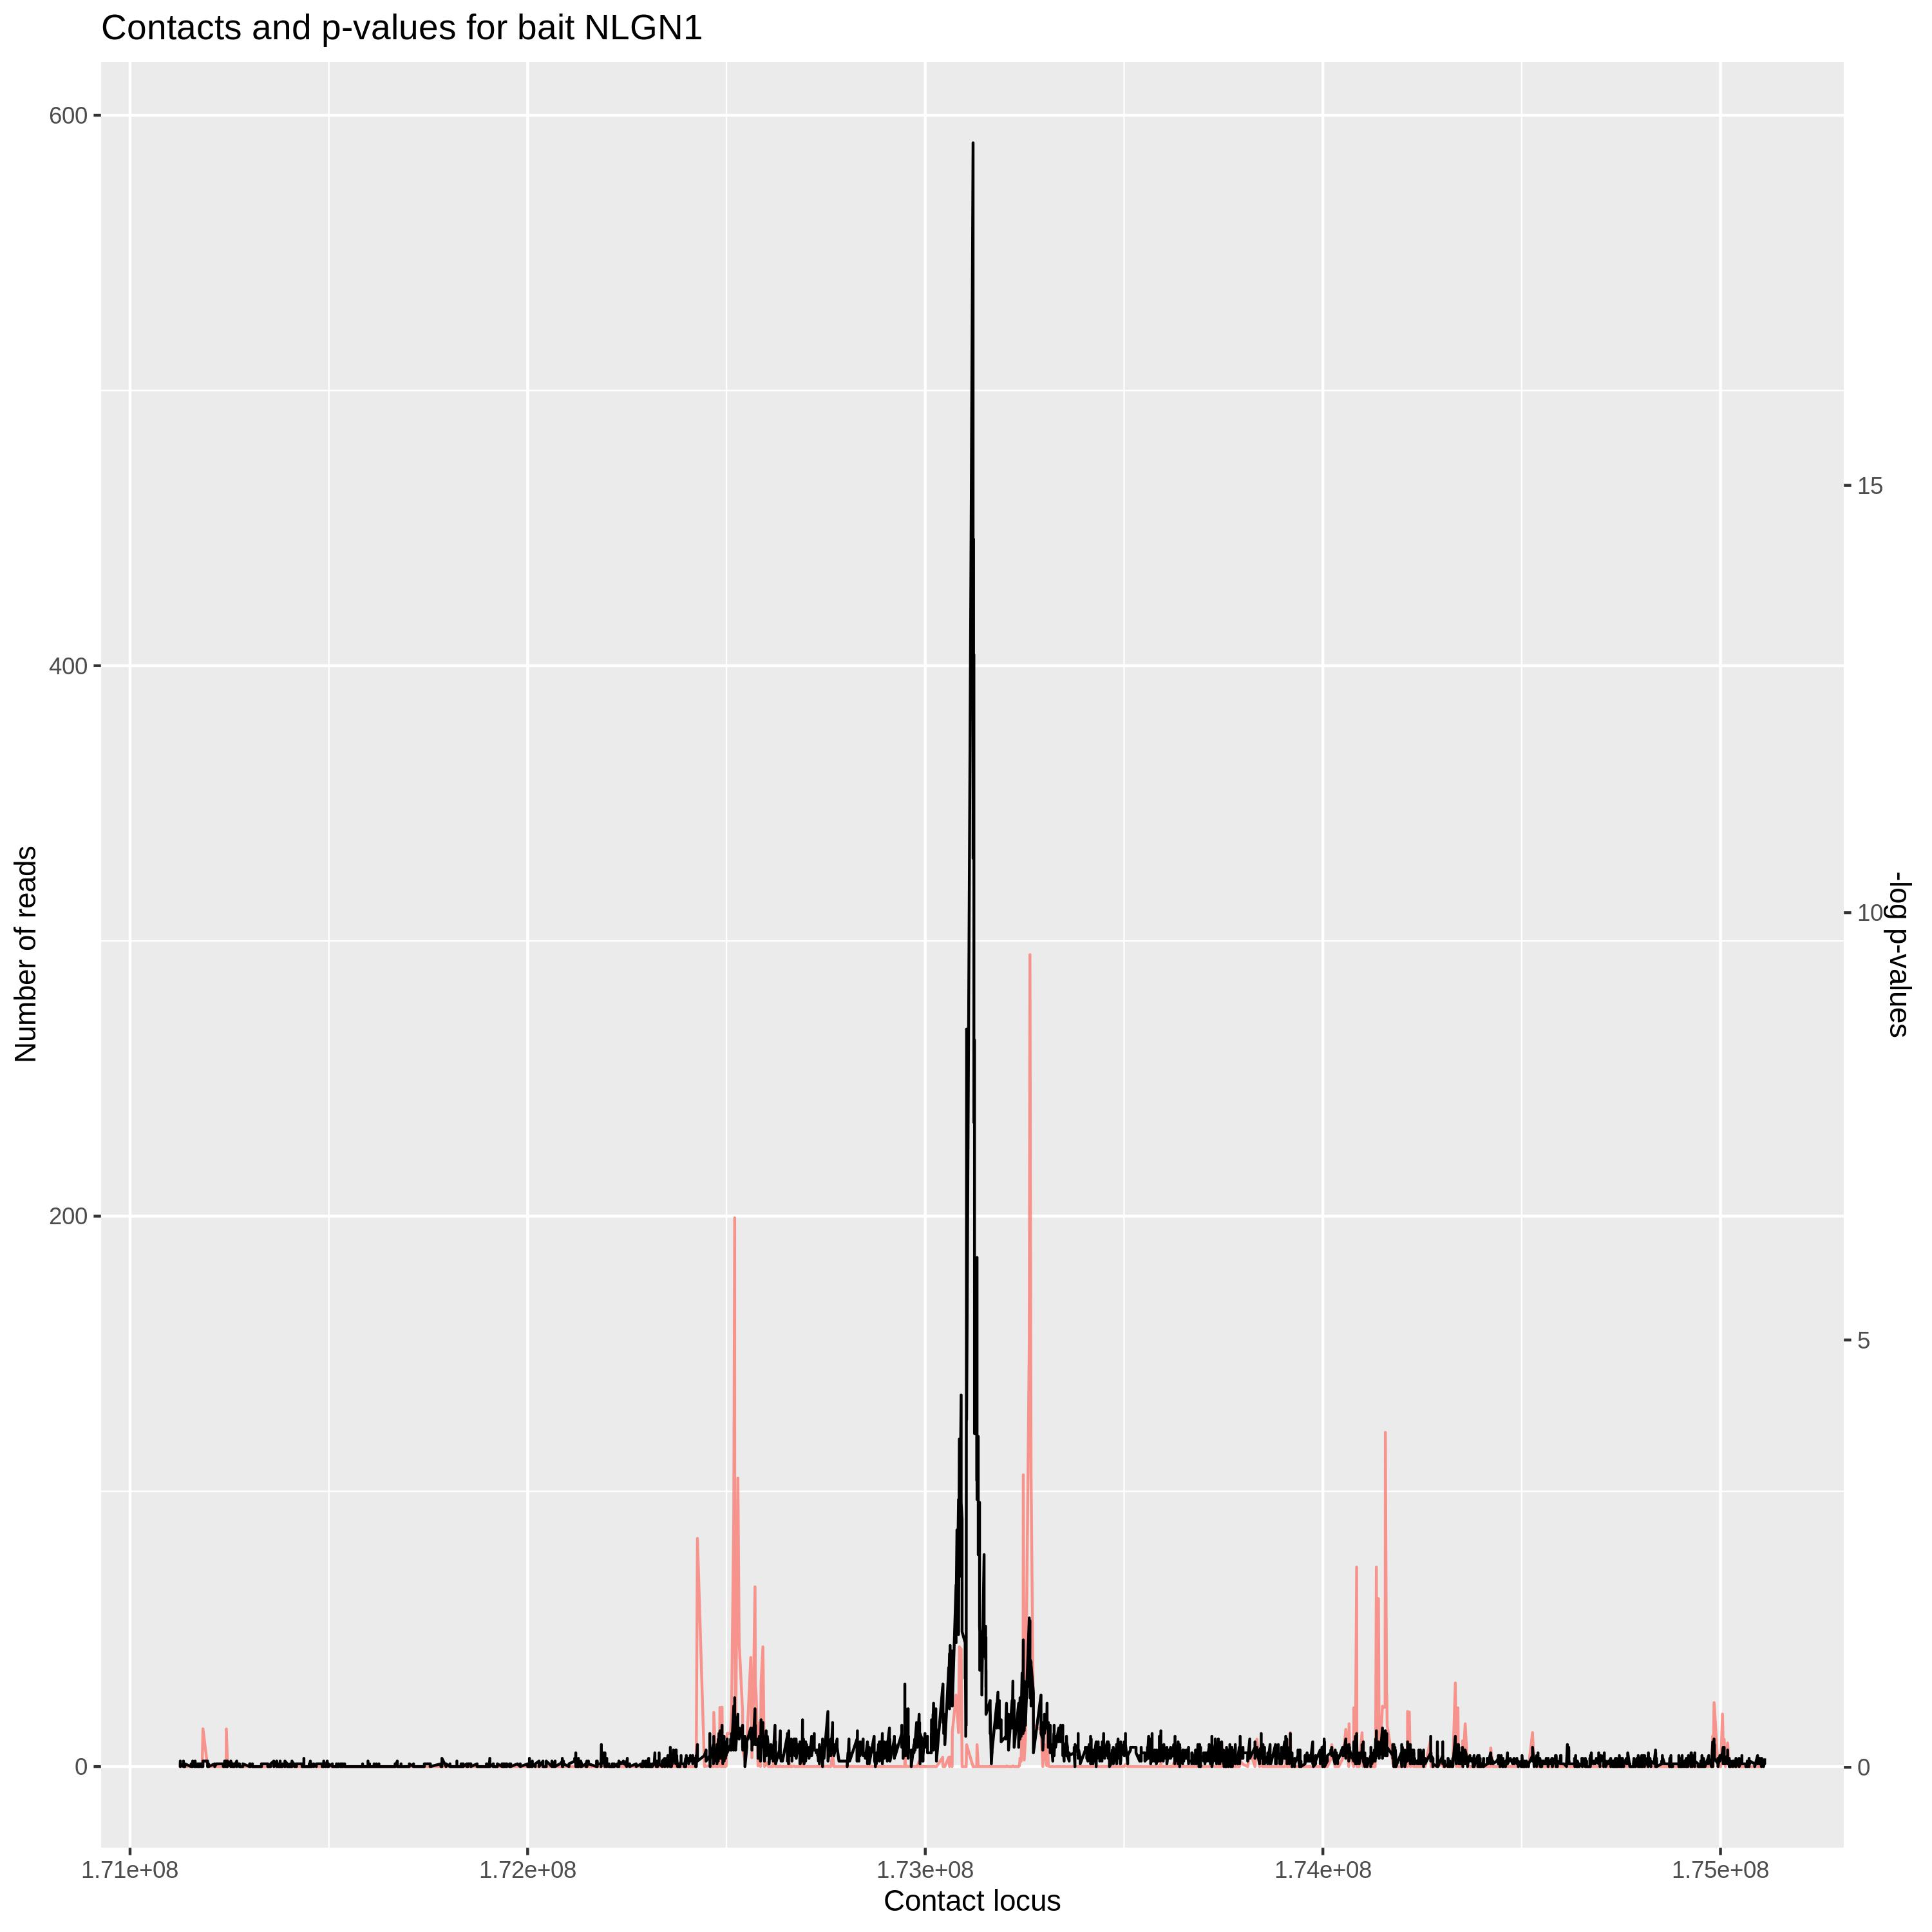 Contacts and p-values for bait NLGN1
600
400
200
0
Number of reads
15
10
5
0
-log p-values
1.71e+08
1.72e+08
1.73e+08
1.74e+08
1.75e+08
Contact locus